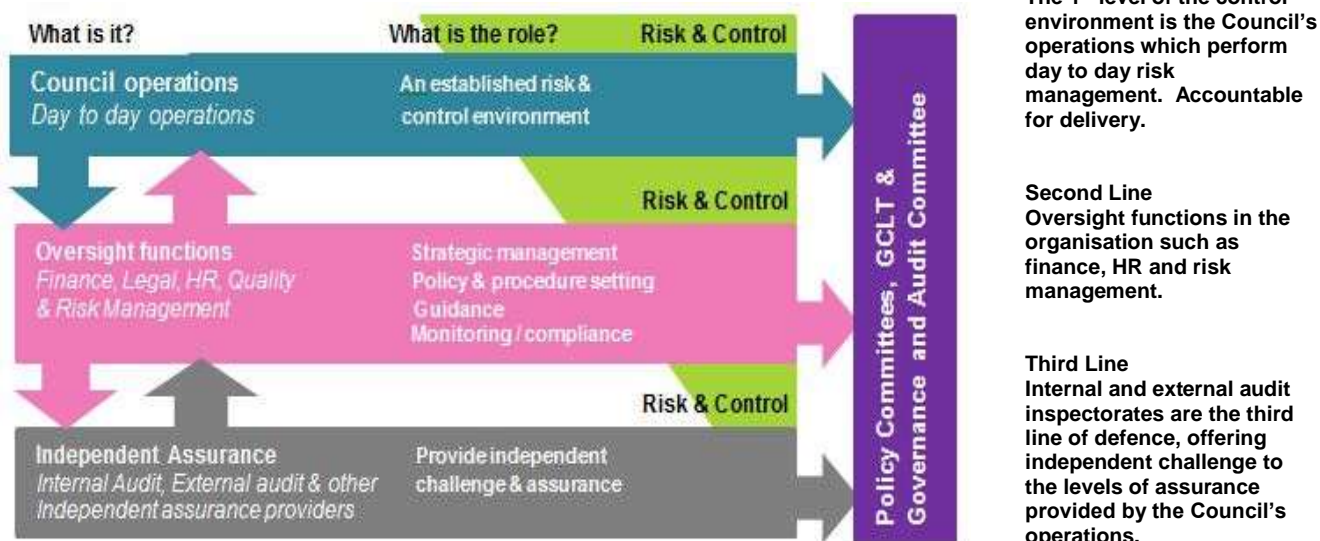 What is it?
What is the role?
Risk & Control
Council operations
Day to day operations
An established risk &
control environment
Risk & Control
Oversight functions
Finance, Legal, HR, Quality
& Risk Management
Strategic management
Policy & procedure setting
Guidance
Monitoring / compliance
Risk & Control
Independent Assurance
Internal Audit, External audit & other
Independent assurance providers
Provide independent
challenge & assurance
Policy Committees, GCLT &
Governance and Audit Committee
level of the control
environment is the Council’s
operations which perform
day to day risk
management. Accountable
for delivery.
Second Line
Oversight functions in the
organisation such as
finance, HR and risk
management.
Third Line
Internal and external audit
inspectorates are the third
line of defence, offering
independent challenge to
the levels of assurance
provided by the Council’s
operations.